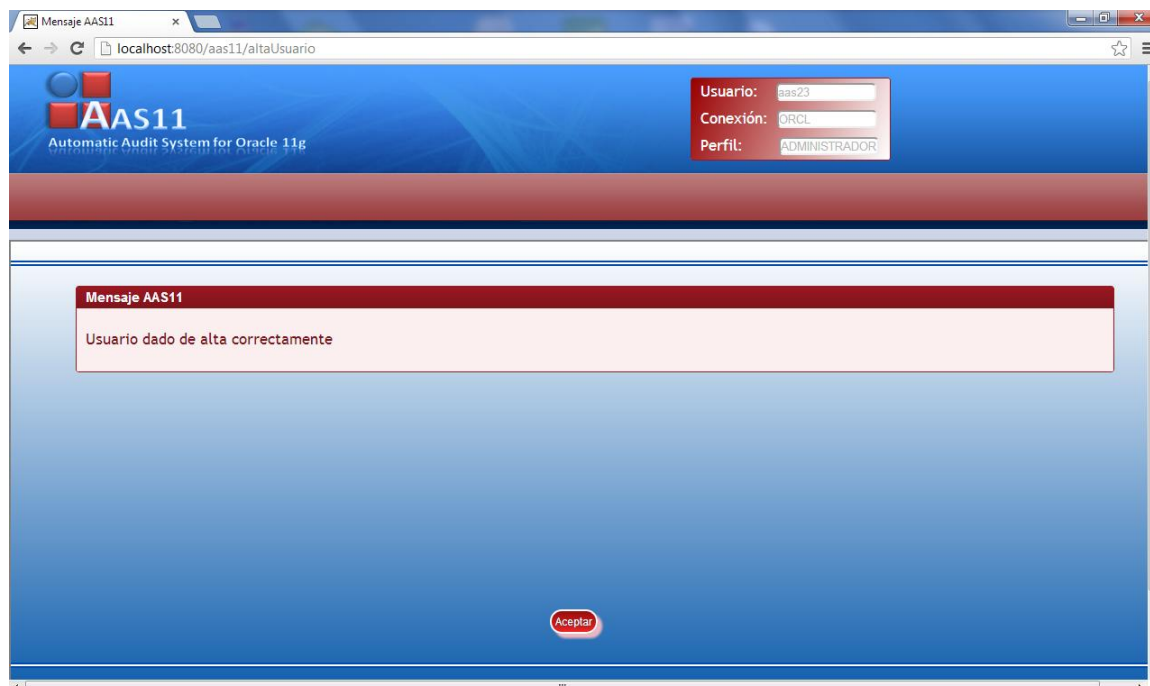 Mensaje AAS11
localhost:8080/aas11/altaUsuario
AAS11
Automatic Audit System for Oracle 11g
Usuario: aas23
Conexión: ORCL
Perfil: ADMINISTRADOR
Mensaje AAS11
Usuario dado de alta correctamente
Aceptar